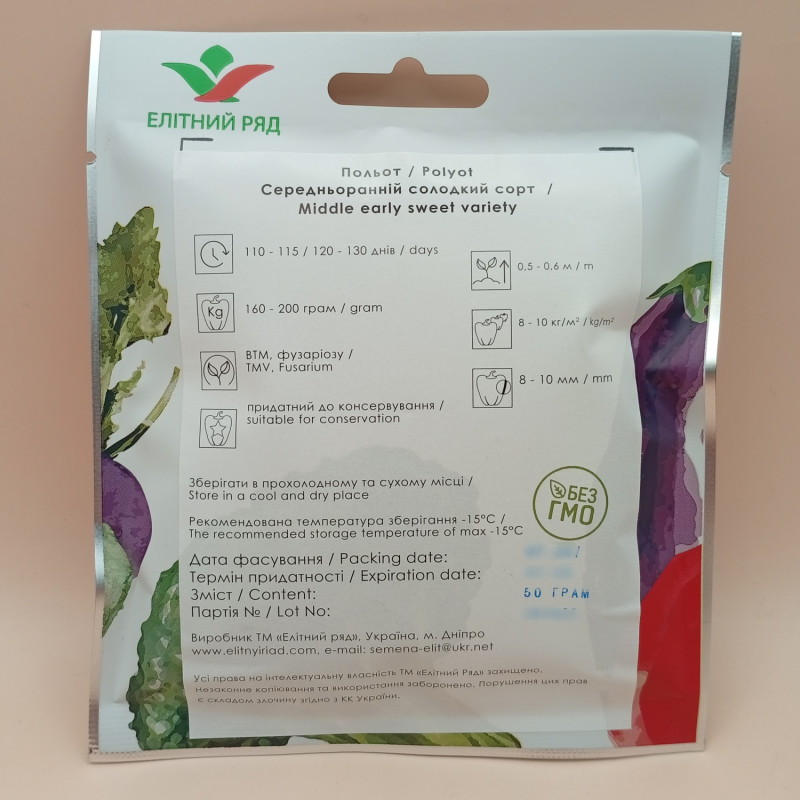 ЕЛІТНИЙ РЯД
Польот / Polyot
Середньоранній солодкий сорт /
Middle early sweet variety
110 - 115 / 120 - 130 днів / days
0,5 - 0,6 м / m
Kg
160 - 200 грам / gram
8 - 10 кг/м² / kg/m²
ВТМ, фузаріозу /
TMV, Fusarium
8 - 10 мм / mm
придатний до консервування /
suitable for conservation
Зберігати в прохолодному та сухому місці /
Store in a cool and dry place
БЕЗ
ГМО
Рекомендована температура зберігання -15°C /
The recommended storage temperature of max -15°C
Дата фасування / Packing date:
Термін придатності / Expiration date:
Зміст / Content: 50 ГРАМ
Партія № / Lot No:
Виробник ТМ «Елітний ряд», Україна, м. Дніпро
www.elitnyiriad.com, e-mail: semena-elit@ukr.net
Усі права на інтелектуальну власність ТМ «Елітний Ряд» захищено.
Незаконне копіювання та використання заборонено. Порушення цих прав
є складом злочину згідно з КК України.